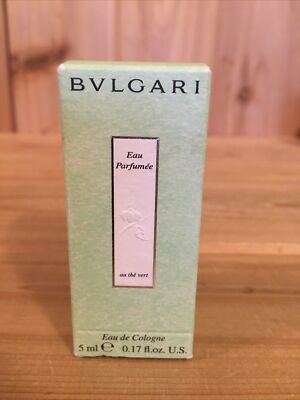 BVLGARI
Eau
Parfumée
au thé vert
Eau de Cologne
5 ml ℮ 0.17 fl.oz. U.S.